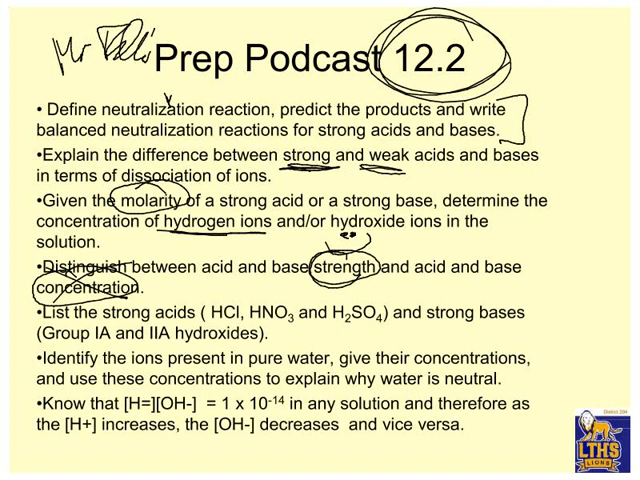 Mr
Prep Podcast 12.2
• Define neutralization reaction, predict the products and write
balanced neutralization reactions for strong acids and bases.
•Explain the difference between strong and weak acids and bases
in terms of dissociation of ions.
•Given the molarity of a strong acid or a strong base, determine the
concentration of hydrogen ions and/or hydroxide ions in the
solution.
•Distinguish between acid and base strength and acid and base
concentration.
•List the strong acids ( HCl, HNO3 and H2SO4) and strong bases
(Group IA and IIA hydroxides).
•Identify the ions present in pure water, give their concentrations,
and use these concentrations to explain why water is neutral.
•Know that [H=][OH-] = 1 x 10-14 in any solution and therefore as
the [H+] increases, the [OH-] decreases and vice versa.
District 204
LTHS
LIONS